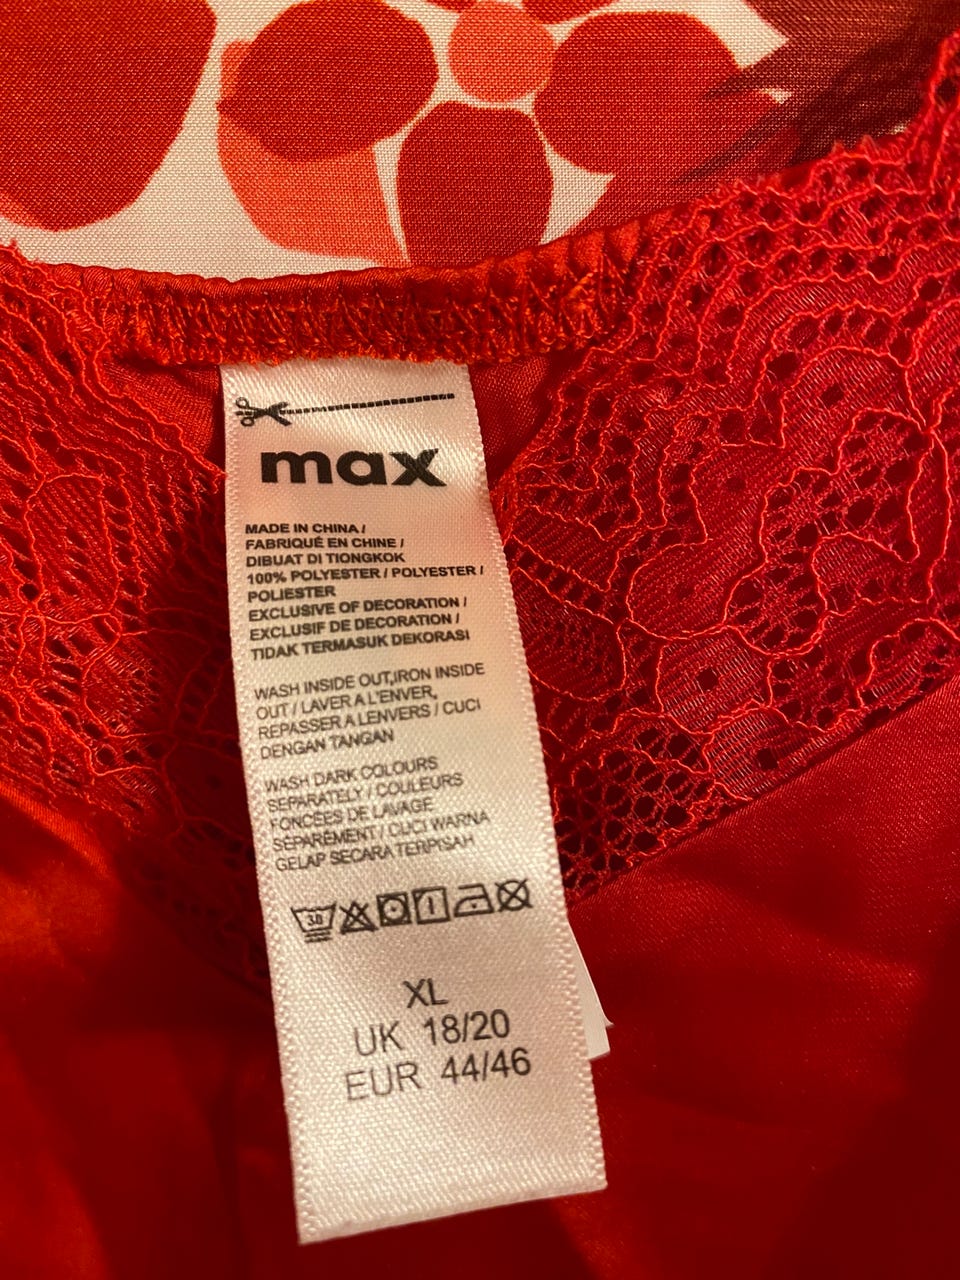 max
MADE IN CHINA /
FABRIQUÉ EN CHINE /
DIBUAT DI TIONGKOK
100% POLYESTER / POLYESTER /
POLIESTER
EXCLUSIVE OF DECORATION /
EXCLUSIF DE DECORATION /
TIDAK TERMASUK DEKORASI
WASH INSIDE OUT,IRON INSIDE
OUT / LAVER A L'ENVER,
REPASSER A LENVERS / CUCI
DENGAN TANGAN
WASH DARK COLOURS
SEPARATELY / COULEURS
FONCÉES DE LAVAGE
SÉPARÉMENT / CUCI WARNA
GELAP SECARA TERPISAH
30
XL
UK 18/20
EUR 44/46